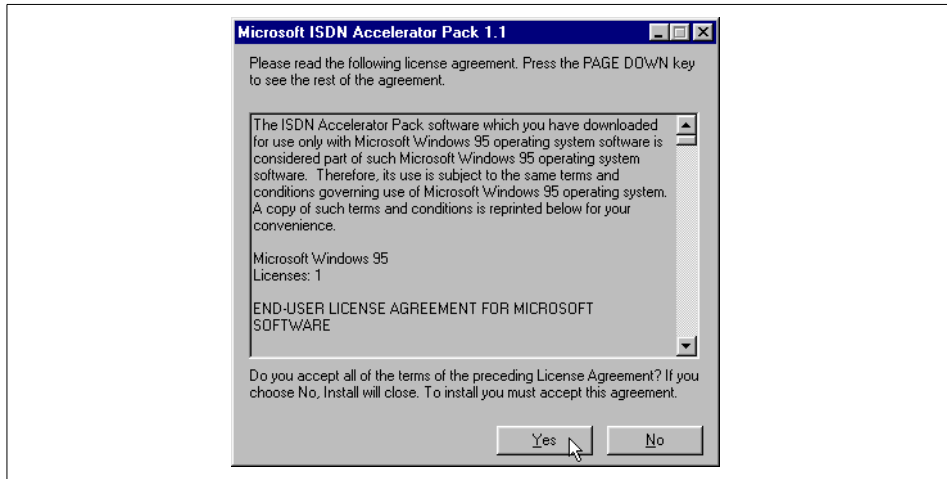 Microsoft ISDN Accelerator Pack 1.1
Please read the following license agreement. Press the PAGE DOWN key
to see the rest of the agreement.
The ISDN Accelerator Pack software which you have downloaded
for use only with Microsoft Windows 95 operating system software is
considered part of such Microsoft Windows 95 operating system
software.  Therefore, its use is subject to the same terms and
conditions governing use of Microsoft Windows 95 operating system.
A copy of such terms and conditions is reprinted below for your
convenience.
Microsoft Windows 95
Licenses: 1
END-USER LICENSE AGREEMENT FOR MICROSOFT
SOFTWARE
Do you accept all of the terms of the preceding License Agreement? If you
choose No, Install will close. To install you must accept this agreement.
Yes
No